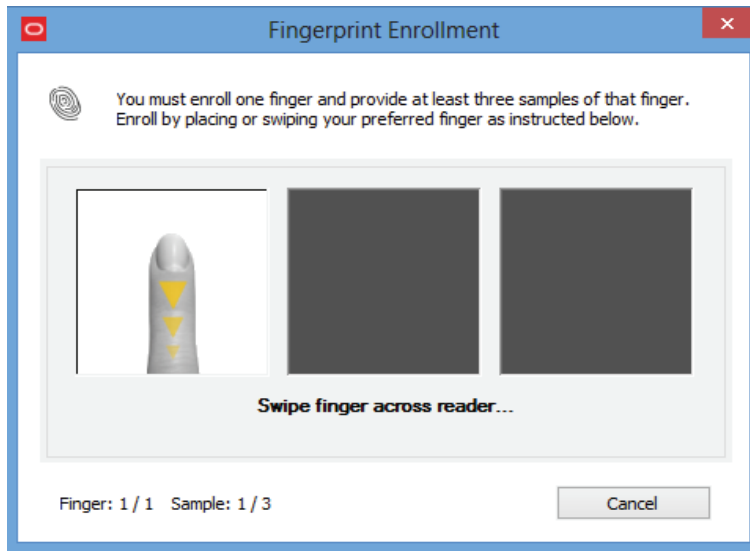 Fingerprint Enrollment
You must enroll one finger and provide at least three samples of that finger.
Enroll by placing or swiping your preferred finger as instructed below.
Swipe finger across reader...
Finger: 1 / 1 Sample: 1 / 3
Cancel